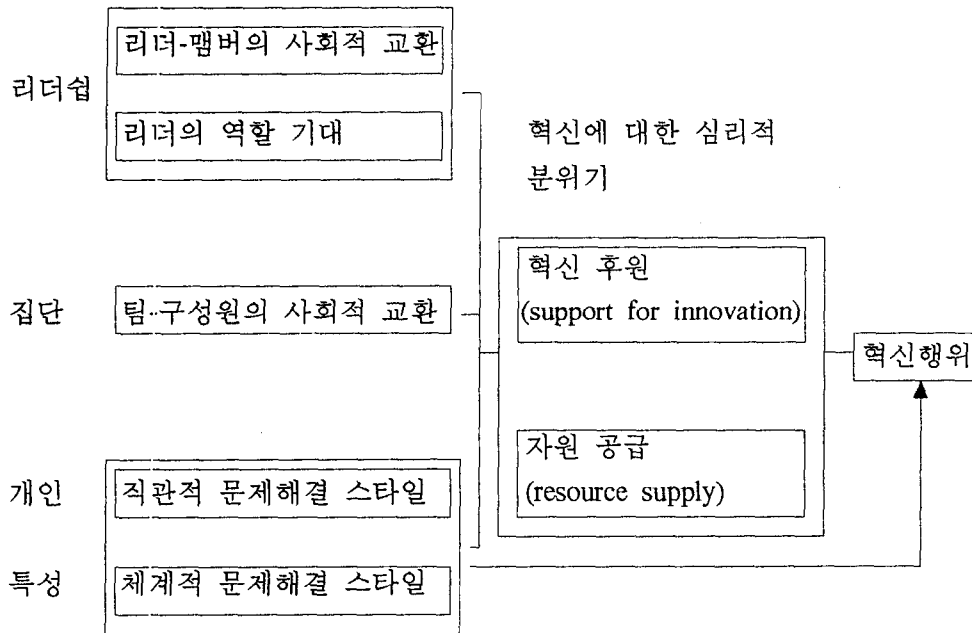 리더-맴버의 사회적 교환
리더쉽
리더의 역할 기대
혁신에 대한 심리적
분위기
혁신 후원
(support for innovation)
집단
팀-구성원의 사회적 교환
혁신행위
자원 공급
(resource supply)
개인
직관적 문제해결 스타일
특성
체계적 문제해결 스타일